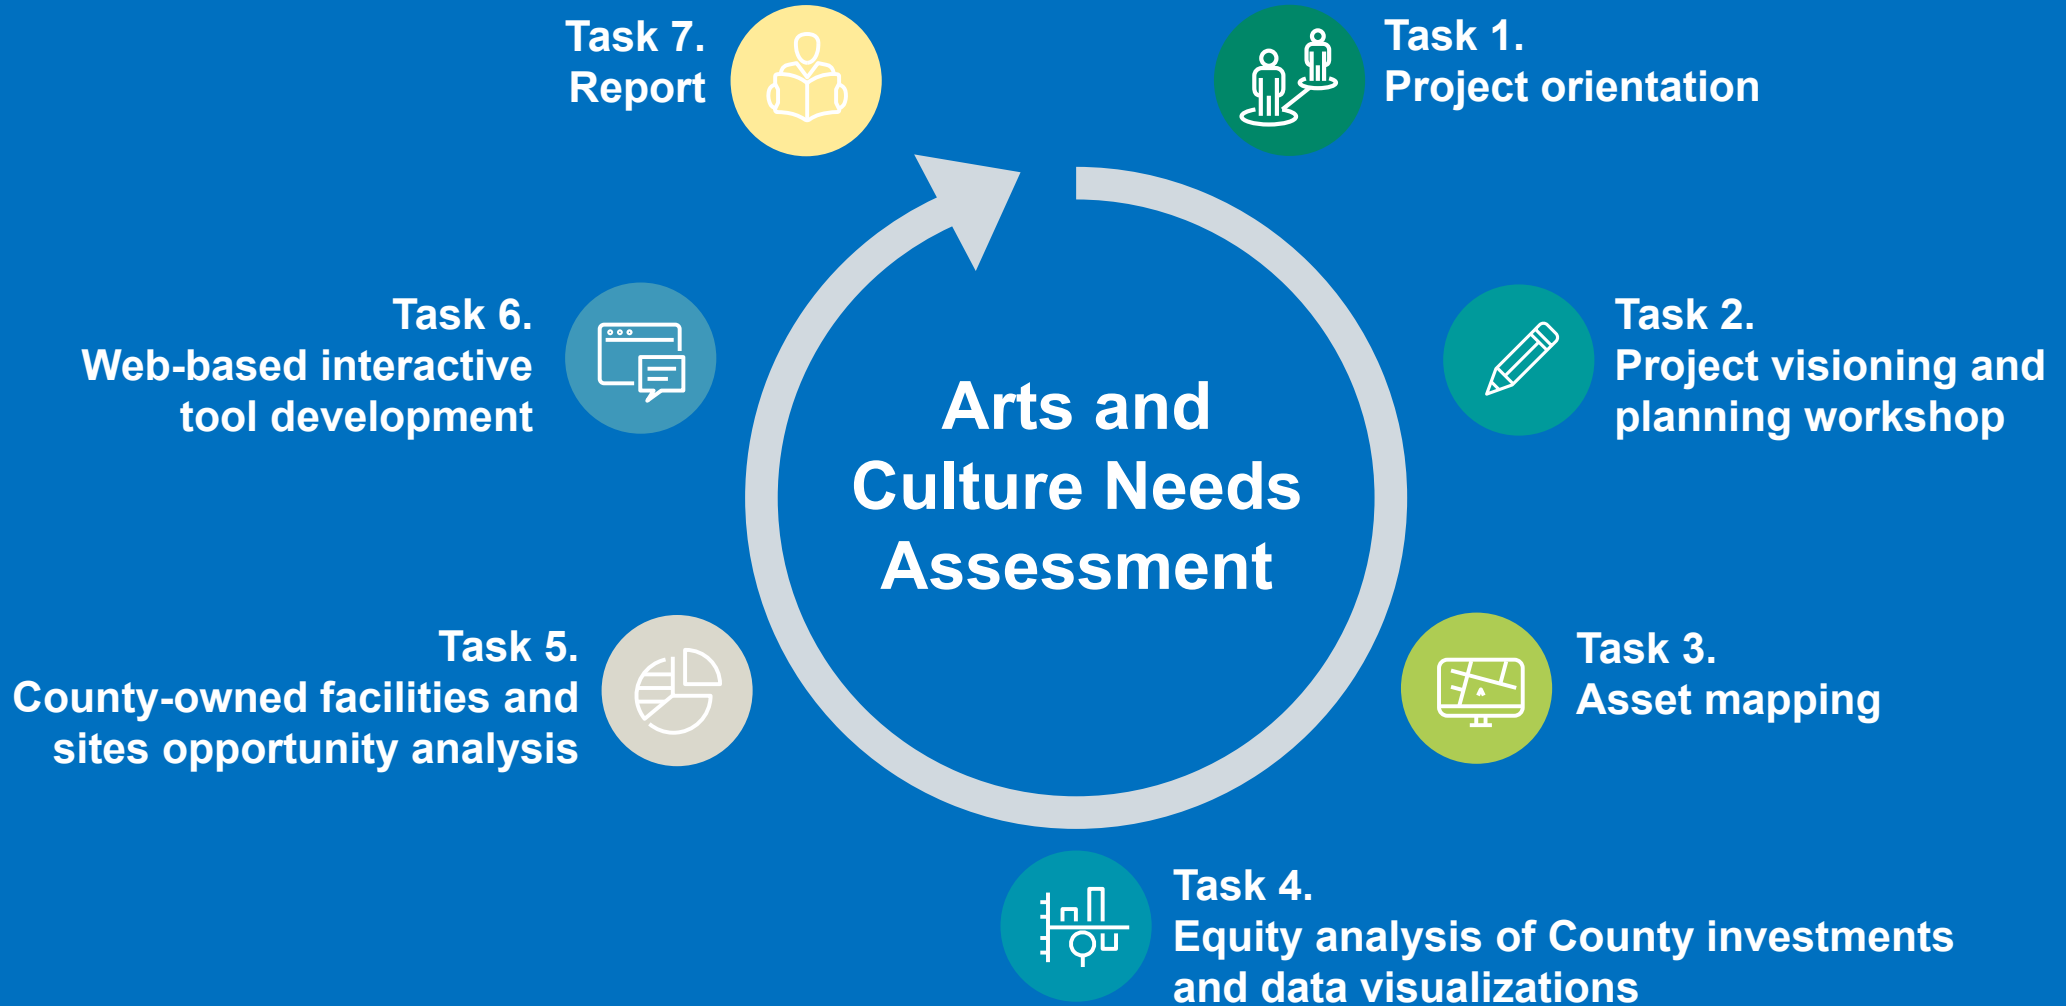 Task 1.
Project orientation
Task 2.
Project visioning and
planning workshop
Task 3.
Asset mapping
Task 4.
Equity analysis of County investments
and data visualizations
Task 5.
County-owned facilities and
sites opportunity analysis
Task 6.
Web-based interactive
tool development
Task 7.
Report
Arts and
Culture Needs
Assessment